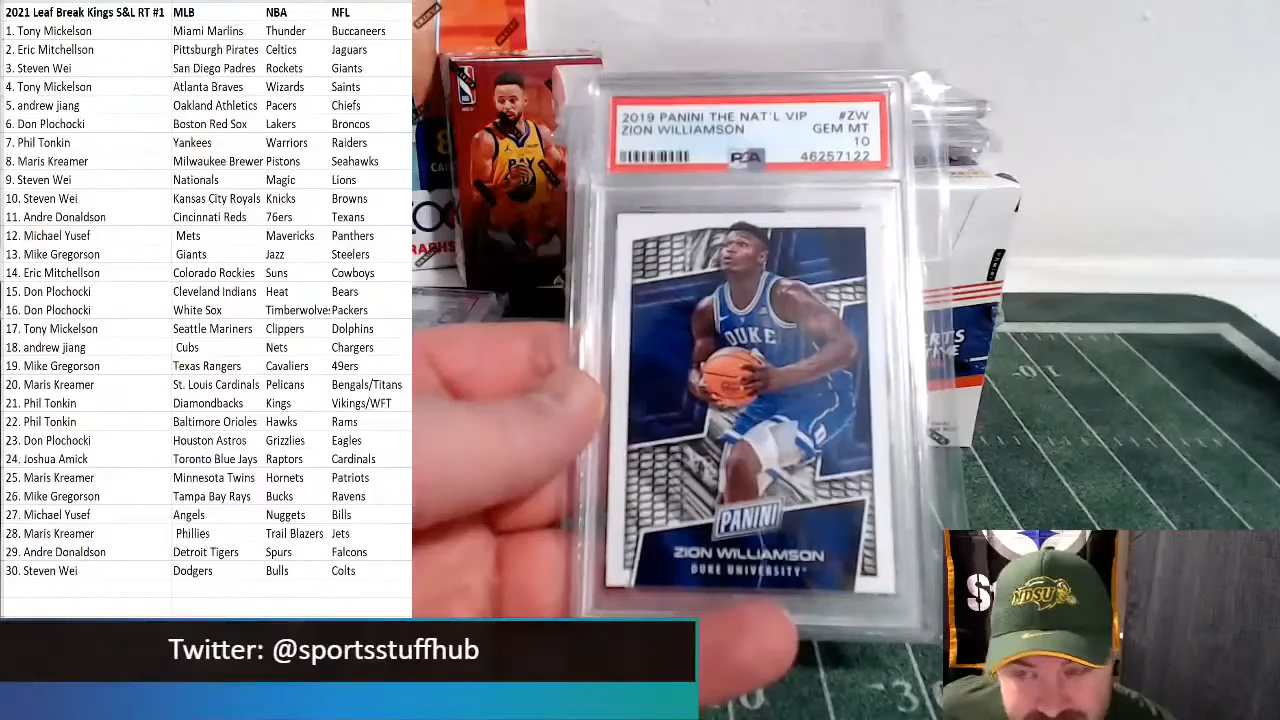 2021 Leaf Break Kings S&L RT #1 MLB NBA NFL
1. Tony Mickelson Miami Marlins Thunder Buccaneers
2. Eric Mitchellson Pittsburgh Pirates Celtics Jaguars
3. Steven Wei San Diego Padres Rockets Giants
4. Tony Mickelson Atlanta Braves Wizards Saints
5. andrew jiang Oakland Athletics Pacers Chiefs
6. Don Plochocki Boston Red Sox Lakers Broncos
7. Phil Tonkin Yankees Warriors Raiders
8. Maris Kreamer Milwaukee Brewer Pistons Seahawks
9. Steven Wei Nationals Magic Lions
10. Steven Wei Kansas City Royals Knicks Browns
11. Andre Donaldson Cincinnati Reds 76ers Texans
12. Michael Yusef Mets Mavericks Panthers
13. Mike Gregorson Giants Jazz Steelers
14. Eric Mitchellson Colorado Rockies Suns Cowboys
15. Don Plochocki Cleveland Indians Heat Bears
16. Don Plochocki White Sox Timberwolve Packers
17. Tony Mickelson Seattle Mariners Clippers Dolphins
18. andrew jiang Cubs Nets Chargers
19. Mike Gregorson Texas Rangers Cavaliers 49ers
20. Maris Kreamer St. Louis Cardinals Pelicans Bengals/Titans
21. Phil Tonkin Diamondbacks Kings Vikings/WFT
22. Phil Tonkin Baltimore Orioles Hawks Rams
23. Don Plochocki Houston Astros Grizzlies Eagles
24. Joshua Amick Toronto Blue Jays Raptors Cardinals
25. Maris Kreamer Minnesota Twins Hornets Patriots
26. Mike Gregorson Tampa Bay Rays Bucks Ravens
27. Michael Yusef Angels Nuggets Bills
28. Maris Kreamer Phillies Trail Blazers Jets
29. Andre Donaldson Detroit Tigers Spurs Falcons
30. Steven Wei Dodgers Bulls Colts
2019 PANINI THE NAT'L VIP #ZW
ZION WILLIAMSON GEM MT
10
PSA 46257122
DUKE
PANINI
ZION WILLIAMSON
DUKE UNIVERSITY
BAY
PANINI
NDSU
Twitter: @sportsstuffhub